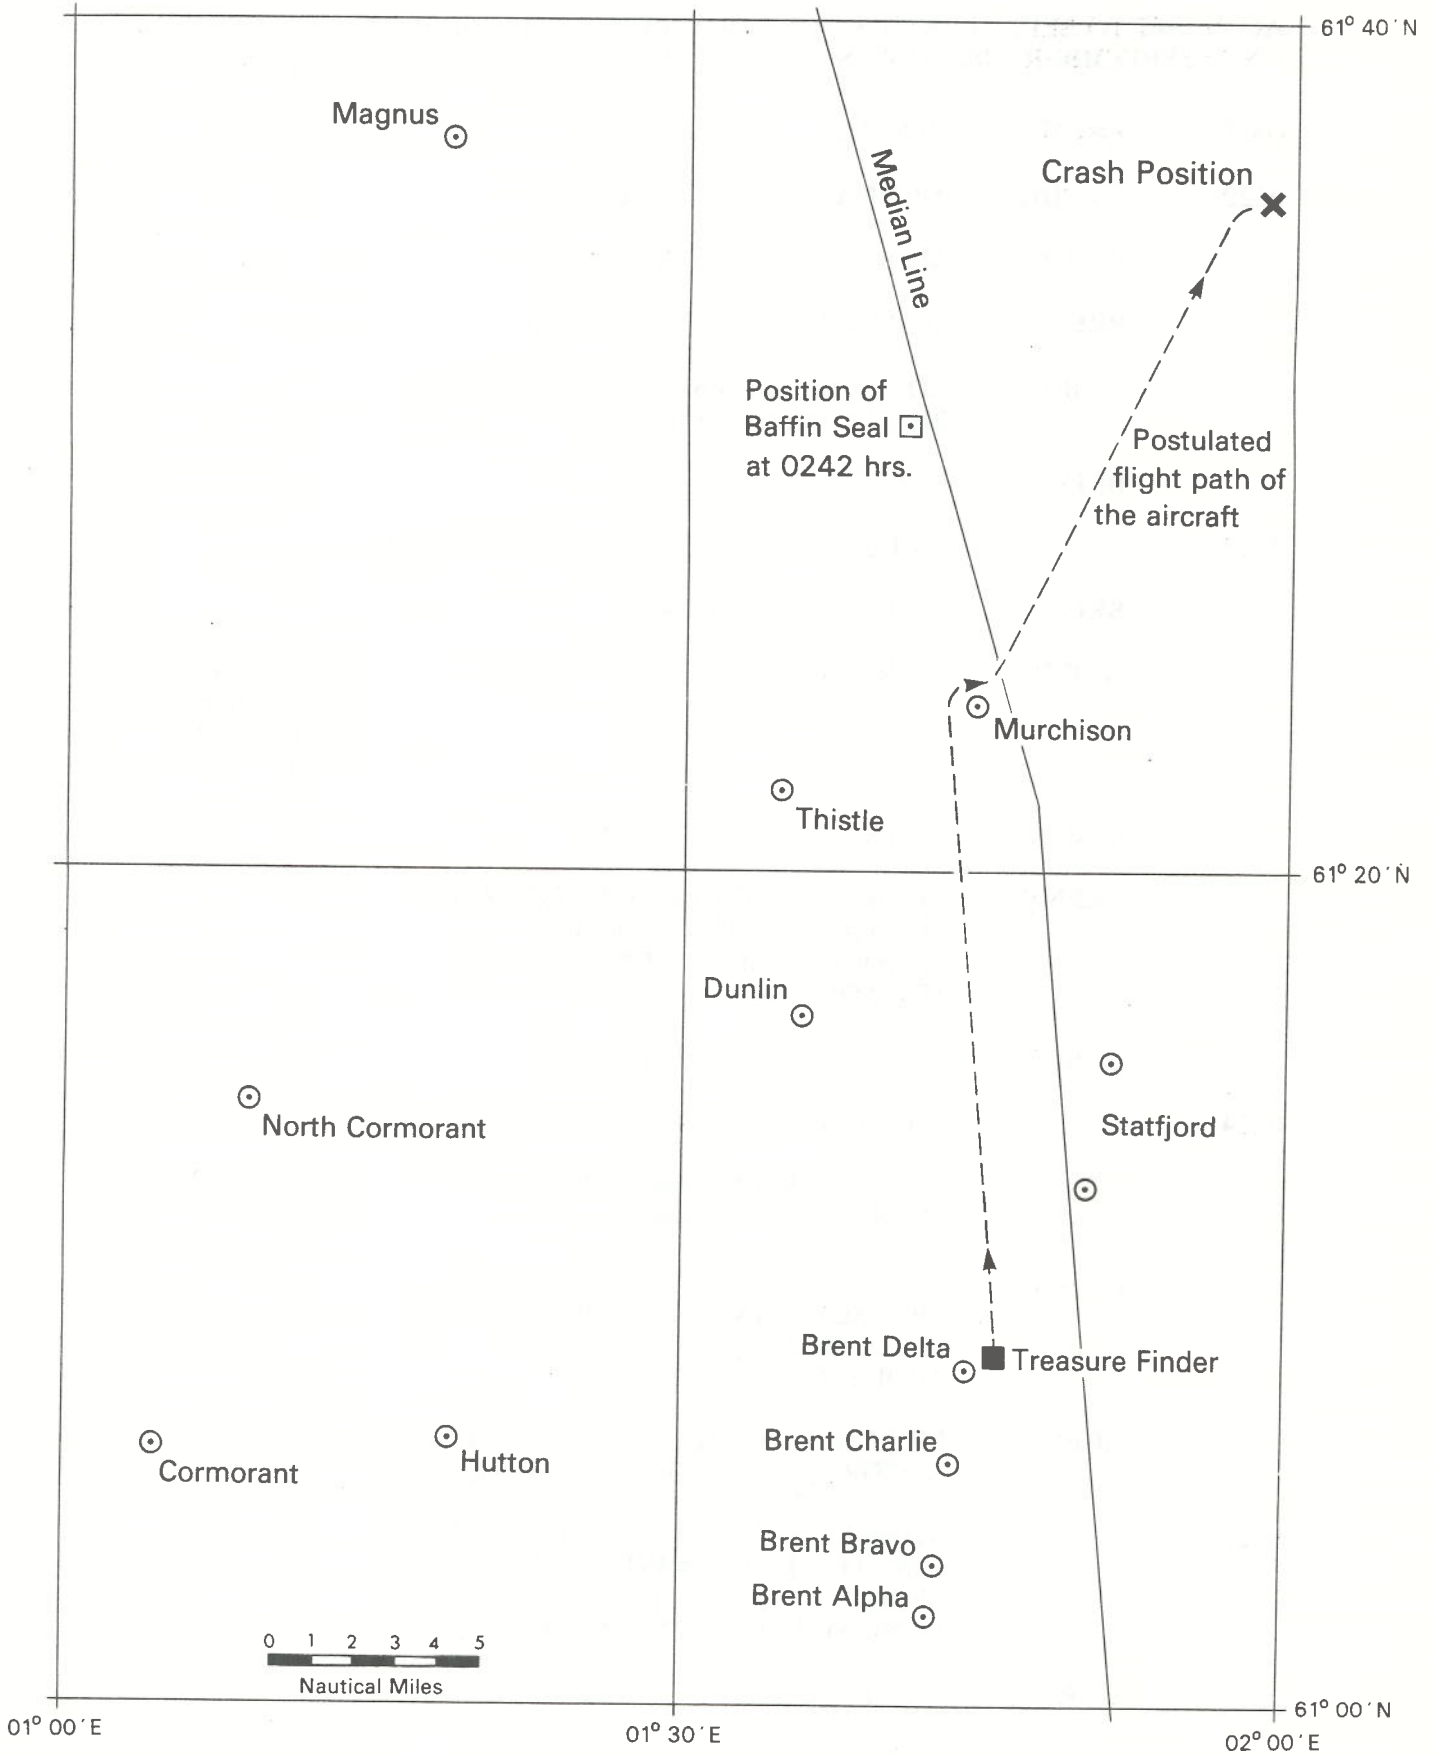 61° 40´N
Magnus
Crash Position
Median Line
Position of
Baffin Seal
at 0242 hrs.
Postulated
flight path of
the aircraft
Murchison
Thistle
61° 20´N
Dunlin
North Cormorant
Statfjord
Brent Delta
Treasure Finder
Brent Charlie
Hutton
Cormorant
Brent Bravo
Brent Alpha
0 1 2 3 4 5
Nautical Miles
61° 00´N
01° 00´E
01° 30´E
02° 00´E